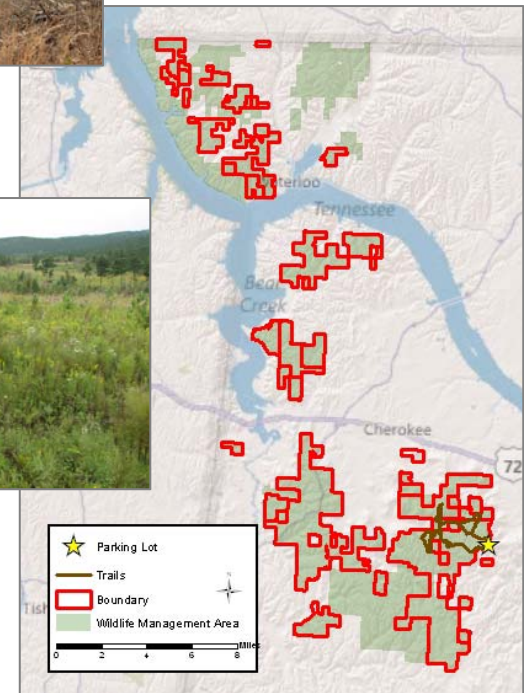 Waterloo
Tennessee
Bear
Creek
Cherokee
72
Parking Lot
Trails
Boundary
Wildlife Management Area
Miles
0 2 4 6 8
Tish